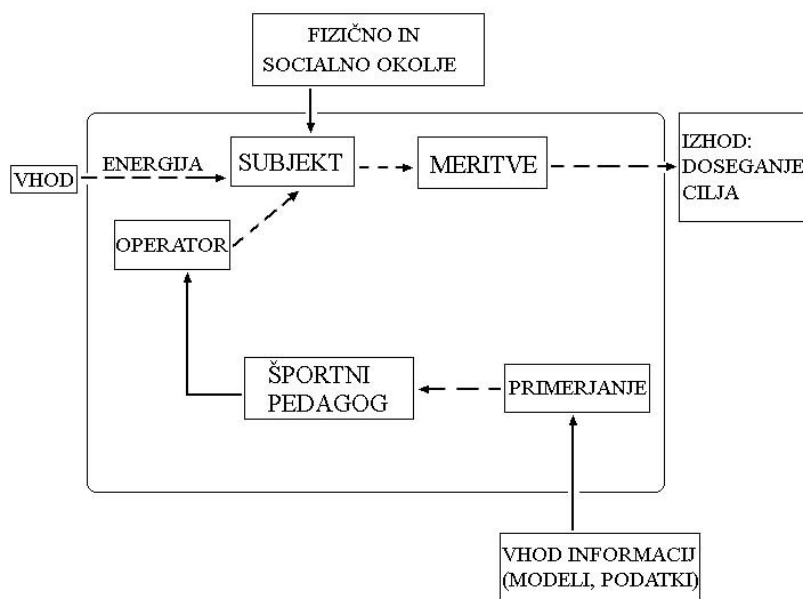 FIZIČNO IN
SOCIALNO OKOLJE
VHOD
ENERGIJA
SUBJEKT
MERITVE
IZHOD:
DOSEGANJE
CILJA
OPERATOR
ŠPORTNI
PEDAGOG
PRIMERJANJE
VHOD INFORMACIJ
(MODELI, PODATKI)